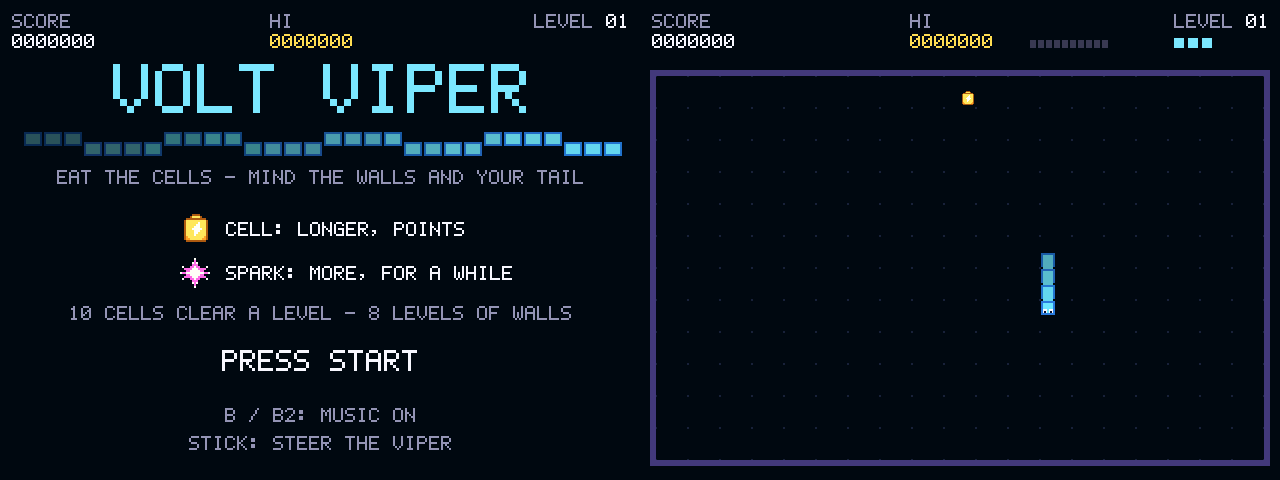 SCORE HI LEVEL 01
0000000 0000000
VOLT VIPER
EAT THE CELLS - MIND THE WALLS AND YOUR TAIL
CELL: LONGER, POINTS
SPARK: MORE, FOR A WHILE
10 CELLS CLEAR A LEVEL - 8 LEVELS OF WALLS
PRESS START
B / B2: MUSIC ON
STICK: STEER THE VIPER
SCORE HI LEVEL 01
0000000 0000000